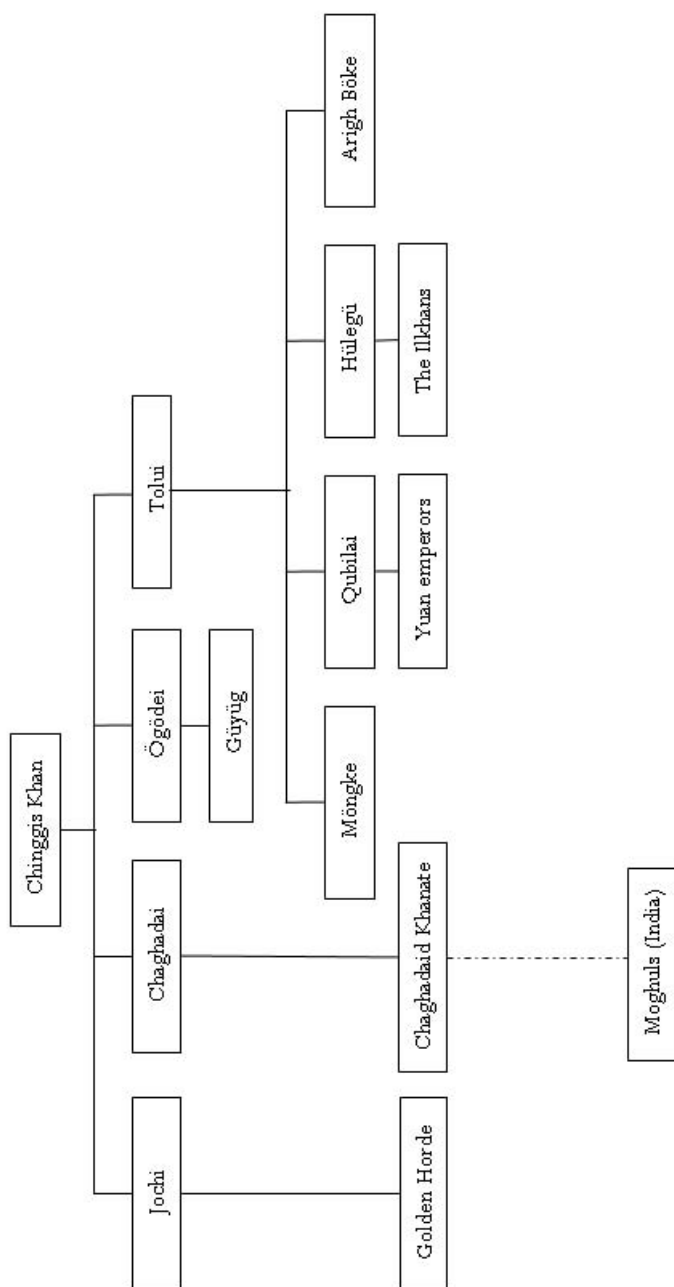 Chinggis Khan
Jochi
Chaghadai
Ögödei
Tolui
Güyüg
Möngke
Qubilai
Hülegü
Arigh Böke
Golden Horde
Chaghadaid Khanate
Yuan emperors
The Ilkhans
Moghuls (India)